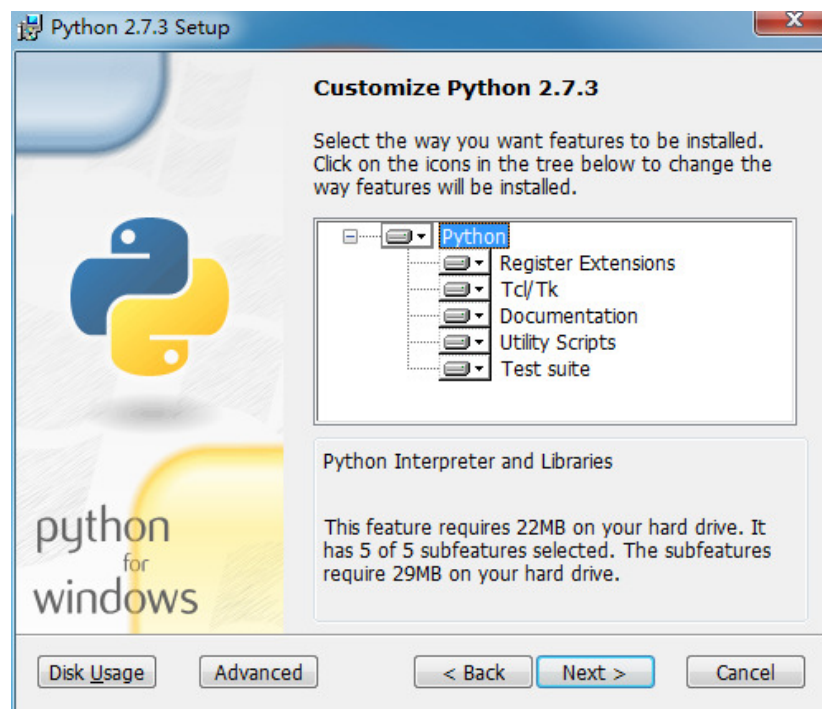 Python 2.7.3 Setup
Customize Python 2.7.3
Select the way you want features to be installed.
Click on the icons in the tree below to change the
way features will be installed.
Python
Register Extensions
Tcl/Tk
Documentation
Utility Scripts
Test suite
Python Interpreter and Libraries
This feature requires 22MB on your hard drive. It
has 5 of 5 subfeatures selected. The subfeatures
require 29MB on your hard drive.
python
for
windows
Disk Usage
Advanced
< Back
Next >
Cancel